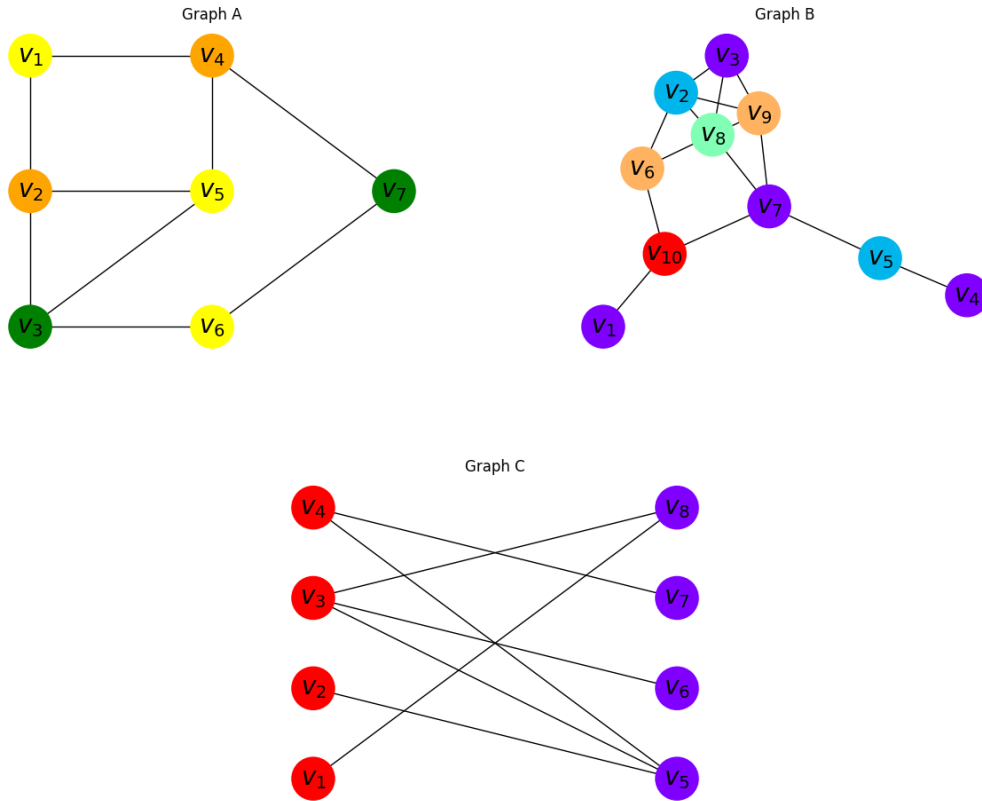 Graph A
Graph B
v1 v4
v2 v5 v7
v3 v6
v3
v2
v9
v8
v6
v7
v10
v5
v4
v1
Graph C
v4 v8
v3 v7
v2 v6
v1 v5